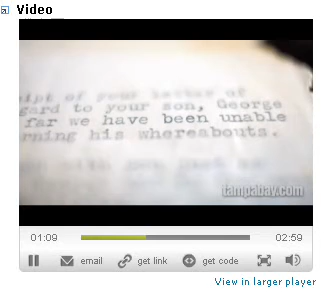 Video
ipt of your letter of
gard to your son, George
far we have been unable
rning his whereabouts.
tampabay.com
01:09
02:59
email
get link
get code
View in larger player